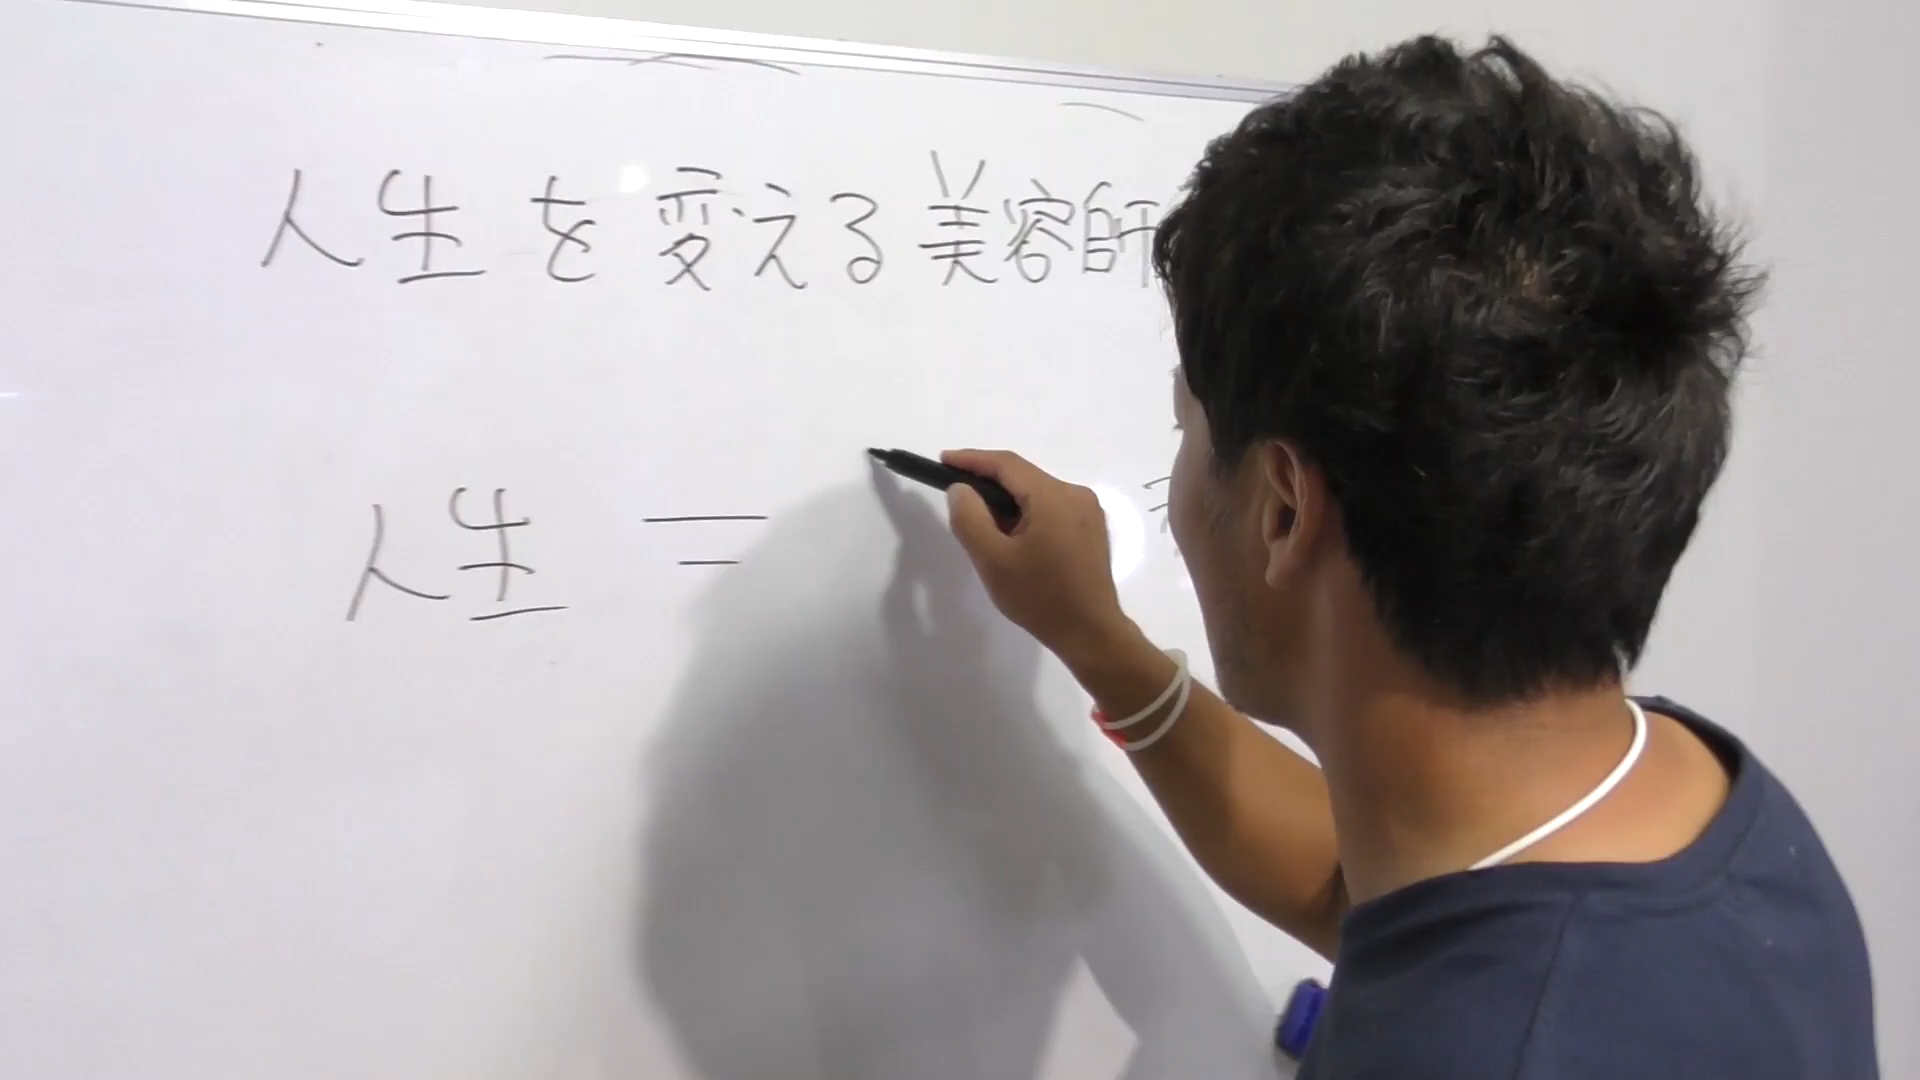 人生を変える美容師
人生 =